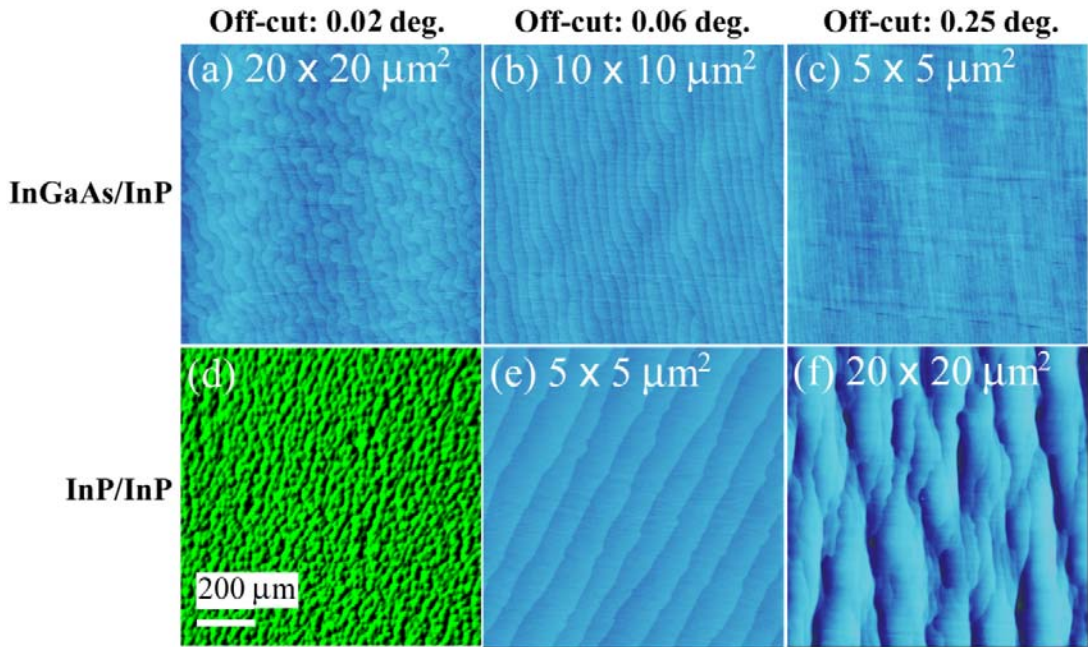 Off-cut: 0.02 deg. Off-cut: 0.06 deg. Off-cut: 0.25 deg.
(a) 20 x 20 μm² (b) 10 x 10 μm² (c) 5 x 5 μm²
InGaAs/InP
(d) (e) 5 x 5 μm² (f) 20 x 20 μm²
InP/InP
200 μm